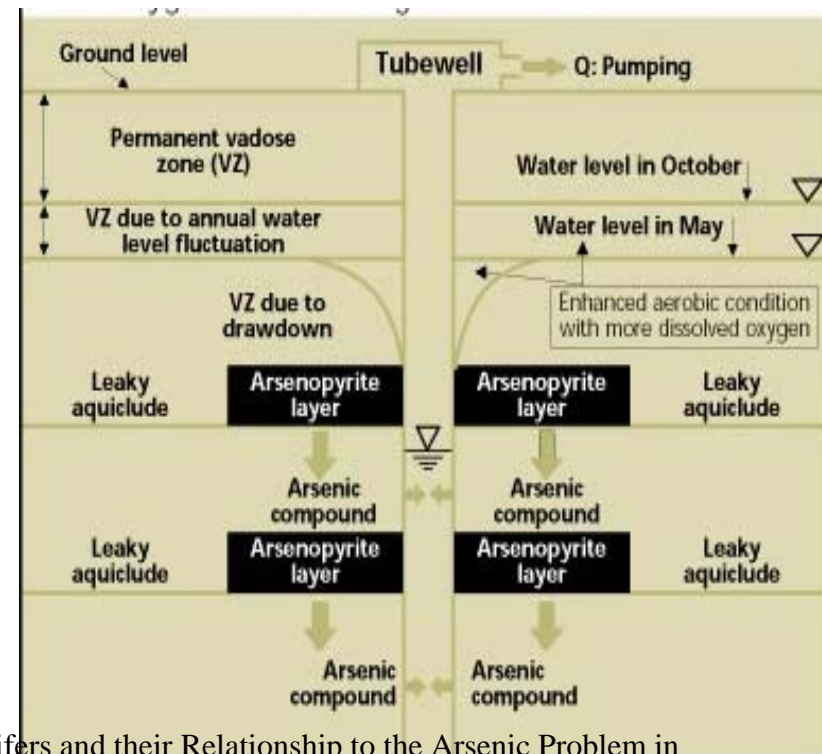 Ground level
Tubewell
Q: Pumping
Permanent vadose
zone (VZ)
Water level in October
VZ due to annual water
level fluctuation
Water level in May
VZ due to
drawdown
Enhanced aerobic condition
with more dissolved oxygen
Leaky
aquiclude
Arsenopyrite
layer
Arsenopyrite
layer
Leaky
aquiclude
Arsenic
compound
Arsenic
compound
Leaky
aquiclude
Arsenopyrite
layer
Arsenopyrite
layer
Leaky
aquiclude
Arsenic
compound
Arsenic
compound
ifers and their Relationship to the Arsenic Problem in